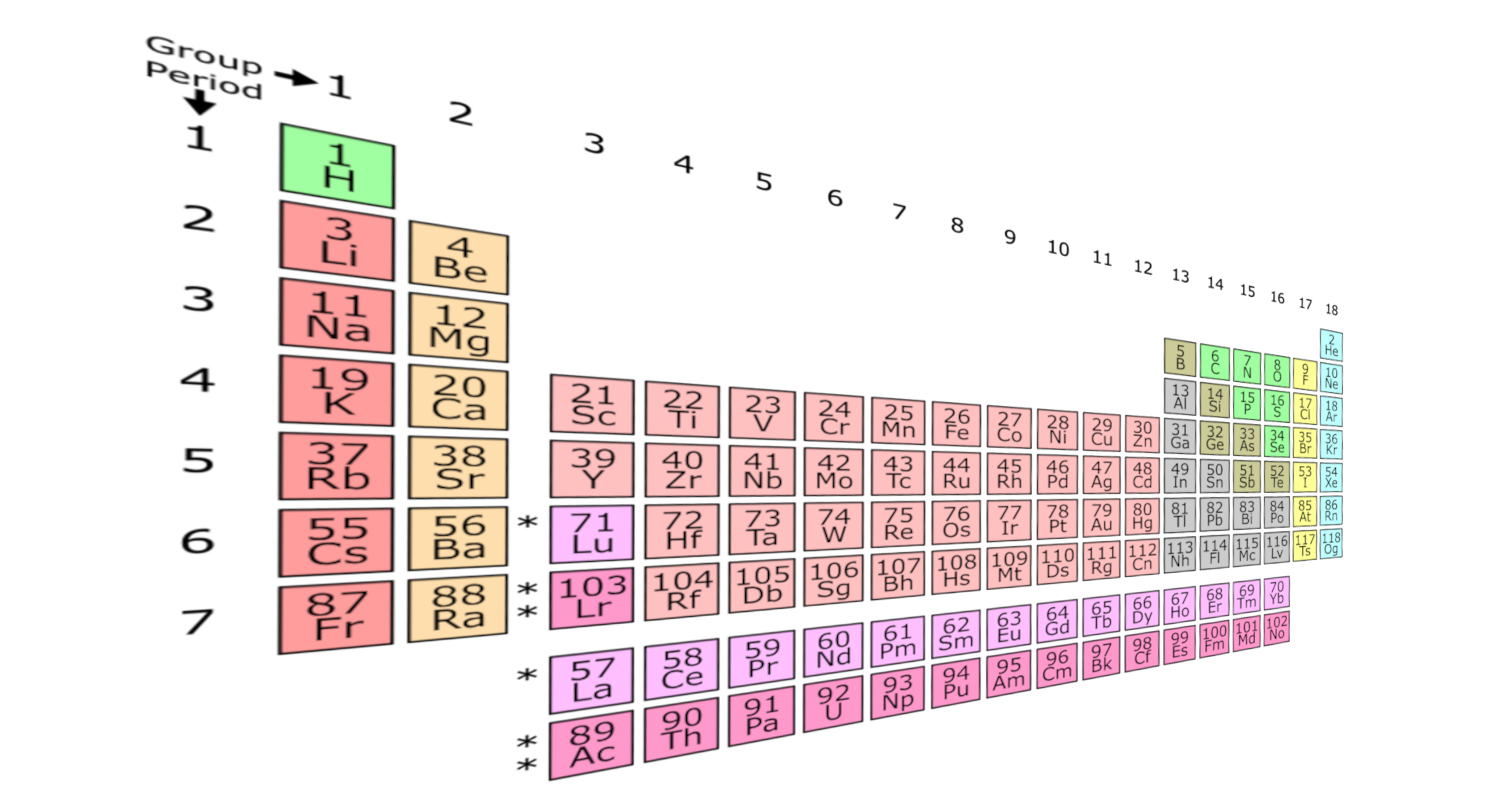 Group → 1 2 3 4 5 6 7 8 9 10 11 12 13 14 15 16 17 18
Period
↓
1
1 H
2 He
2
3 Li
4 Be
5 B
6 C
7 N
8 O
9 F
10 Ne
3
11 Na
12 Mg
13 Al
14 Si
15 P
16 S
17 Cl
18 Ar
4
19 K
20 Ca
21 Sc
22 Ti
23 V
24 Cr
25 Mn
26 Fe
27 Co
28 Ni
29 Cu
30 Zn
31 Ga
32 Ge
33 As
34 Se
35 Br
36 Kr
5
37 Rb
38 Sr
39 Y
40 Zr
41 Nb
42 Mo
43 Tc
44 Ru
45 Rh
46 Pd
47 Ag
48 Cd
49 In
50 Sn
51 Sb
52 Te
53 I
54 Xe
6
55 Cs
56 Ba
*
71 Lu
72 Hf
73 Ta
74 W
75 Re
76 Os
77 Ir
78 Pt
79 Au
80 Hg
81 Tl
82 Pb
83 Bi
84 Po
85 At
86 Rn
7
87 Fr
88 Ra
*
*
103 Lr
104 Rf
105 Db
106 Sg
107 Bh
108 Hs
109 Mt
110 Ds
111 Rg
112 Cn
113 Nh
114 Fl
115 Mc
116 Lv
117 Ts
118 Og
*
57 La
58 Ce
59 Pr
60 Nd
61 Pm
62 Sm
63 Eu
64 Gd
65 Tb
66 Dy
67 Ho
68 Er
69 Tm
70 Yb
*
*
89 Ac
90 Th
91 Pa
92 U
93 Np
94 Pu
95 Am
96 Cm
97 Bk
98 Cf
99 Es
100 Fm
101 Md
102 No